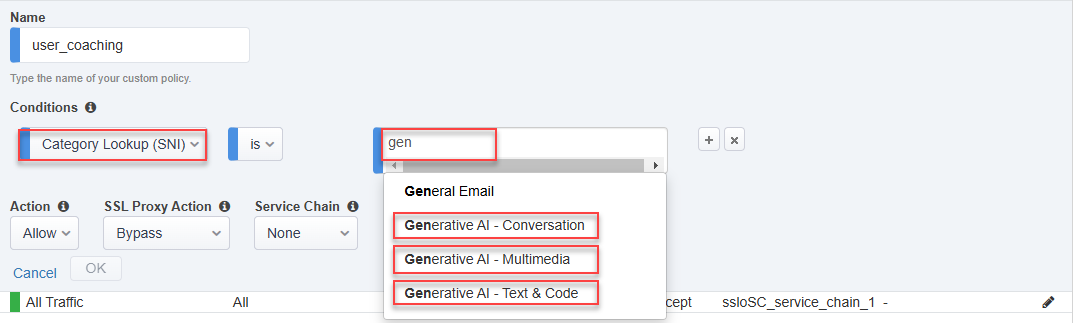 Name
user_coaching
Type the name of your custom policy.
Conditions
Category Lookup (SNI) is gen
General Email
Generative AI - Conversation
Generative AI - Multimedia
Generative AI - Text & Code
Action SSL Proxy Action Service Chain
Allow Bypass None
Cancel OK
All Traffic All cept ssloSC_service_chain_1 -